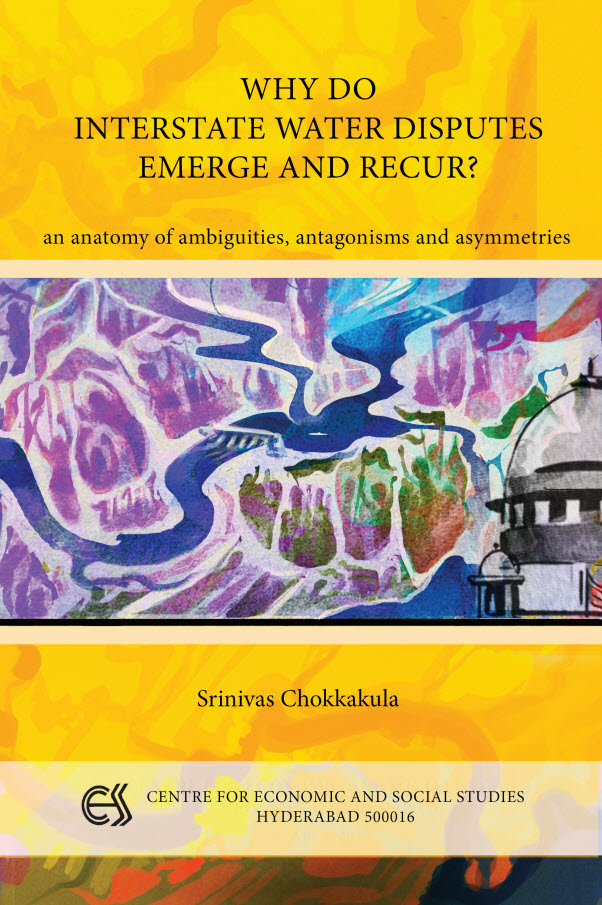 WHY DO
INTERSTATE WATER DISPUTES
EMERGE AND RECUR?
an anatomy of ambiguities, antagonisms and asymmetries
Srinivas Chokkakula
CENTRE FOR ECONOMIC AND SOCIAL STUDIES
HYDERABAD 500016